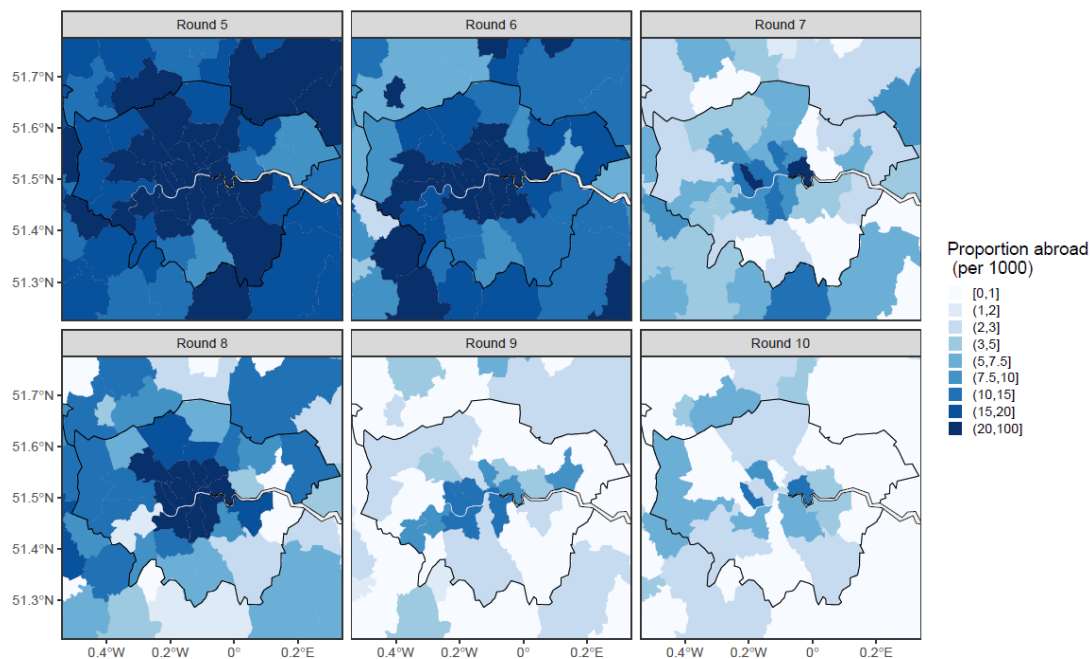 Round 5
Round 6
Round 7
51.7°N
51.6°N
51.5°N
51.4°N
51.3°N
Round 8
Round 9
Round 10
51.7°N
51.6°N
51.5°N
51.4°N
51.3°N
0.4°W
0.2°W
0°
0.2°E
0.4°W
0.2°W
0°
0.2°E
0.4°W
0.2°W
0°
0.2°E
Proportion abroad
(per 1000)
[0,1]
(1,2]
(2,3]
(3,5]
(5,7.5]
(7.5,10]
(10,15]
(15,20]
(20,100]